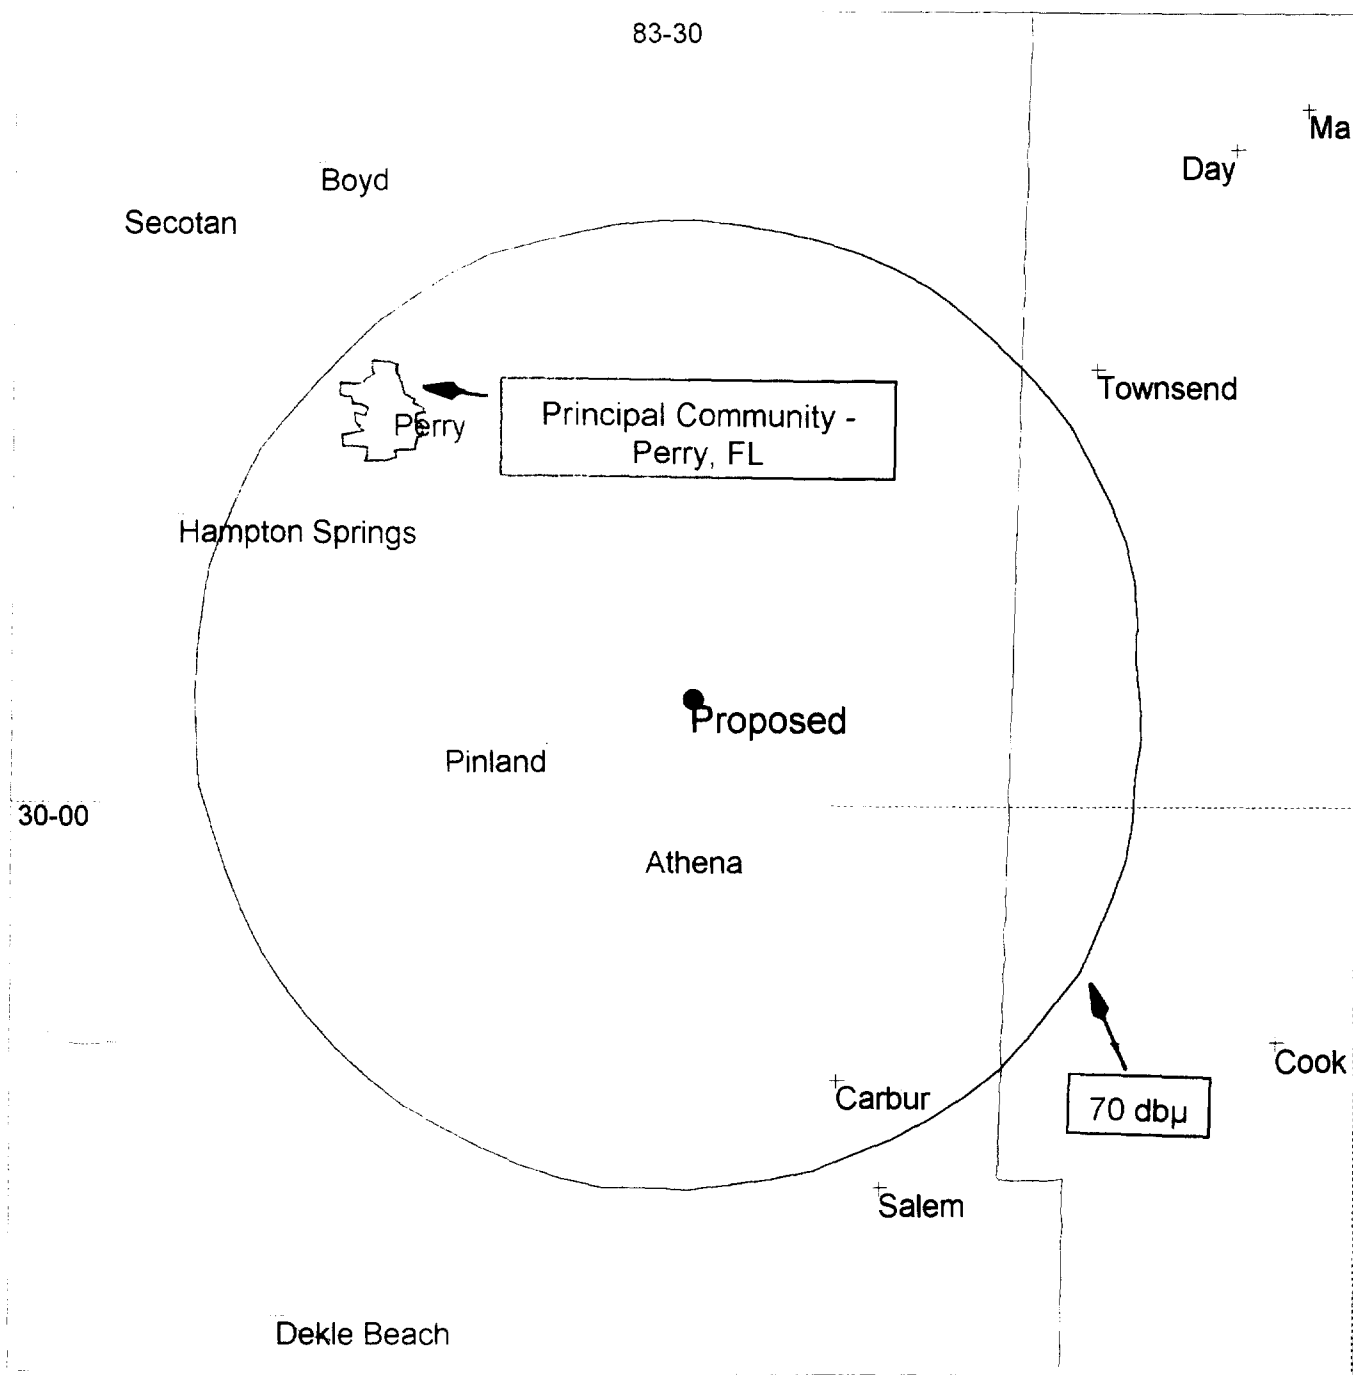 83-30
Ma
Day
Boyd
Secotan
Townsend
Principal Community -
Perry, FL
Perry
Hampton Springs
Proposed
Pinland
30-00
Athena
Cook
Carbur
70 dbµ
Salem
Dekle Beach